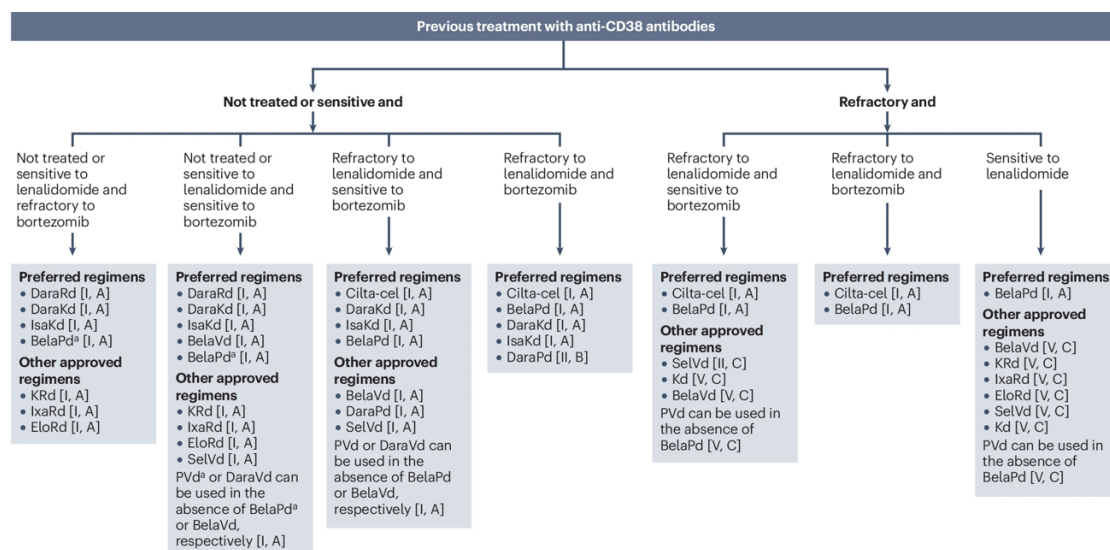 Previous treatment with anti-CD38 antibodies
Not treated or sensitive and
Refractory and
Not treated or
sensitive to
lenalidomide and
refractory to
bortezomib
Preferred regimens
• DaraRd [I, A]
• DaraKd [I, A]
• IsaKd [I, A]
• BelaPdᵃ [I, A]
Other approved
regimens
• KRd [I, A]
• IxaRd [I, A]
• EloRd [I, A]
Not treated or
sensitive to
lenalidomide and
sensitive to
bortezomib
Preferred regimens
• DaraRd [I, A]
• DaraKd [I, A]
• IsaKd [I, A]
• BelaVd [I, A]
• BelaPdᵃ [I, A]
Other approved
regimens
• KRd [I, A]
• IxaRd [I, A]
• EloRd [I, A]
• SelVd [I, A]
PVdᵃ or DaraVd can
be used in the
absence of BelaPdᵃ
or BelaVd,
respectively [I, A]
Refractory to
lenalidomide and
sensitive to
bortezomib
Preferred regimens
• Cilta-cel [I, A]
• DaraKd [I, A]
• IsaKd [I, A]
• BelaPd [I, A]
Other approved
regimens
• BelaVd [I, A]
• DaraPd [I, A]
• SelVd [I, A]
PVd or DaraVd can
be used in the
absence of BelaPd
or BelaVd,
respectively [I, A]
Refractory to
lenalidomide and
bortezomib
Preferred regimens
• Cilta-cel [I, A]
• BelaPd [I, A]
• DaraKd [I, A]
• IsaKd [I, A]
• DaraPd [II, B]
Refractory to
lenalidomide and
sensitive to
bortezomib
Preferred regimens
• Cilta-cel [I, A]
• BelaPd [I, A]
Other approved
regimens
• SelVd [II, C]
• Kd [V, C]
• BelaVd [V, C]
PVd can be used in
the absence of
BelaPd [V, C]
Refractory to
lenalidomide and
bortezomib
Preferred regimens
• Cilta-cel [I, A]
• BelaPd [I, A]
Sensitive to
lenalidomide
Preferred regimens
• BelaPd [I, A]
Other approved
regimens
• BelaVd [V, C]
• KRd [V, C]
• IxaRd [V, C]
• EloRd [V, C]
• SelVd [V, C]
• Kd [V, C]
PVd can be used in
the absence of
BelaPd [V, C]